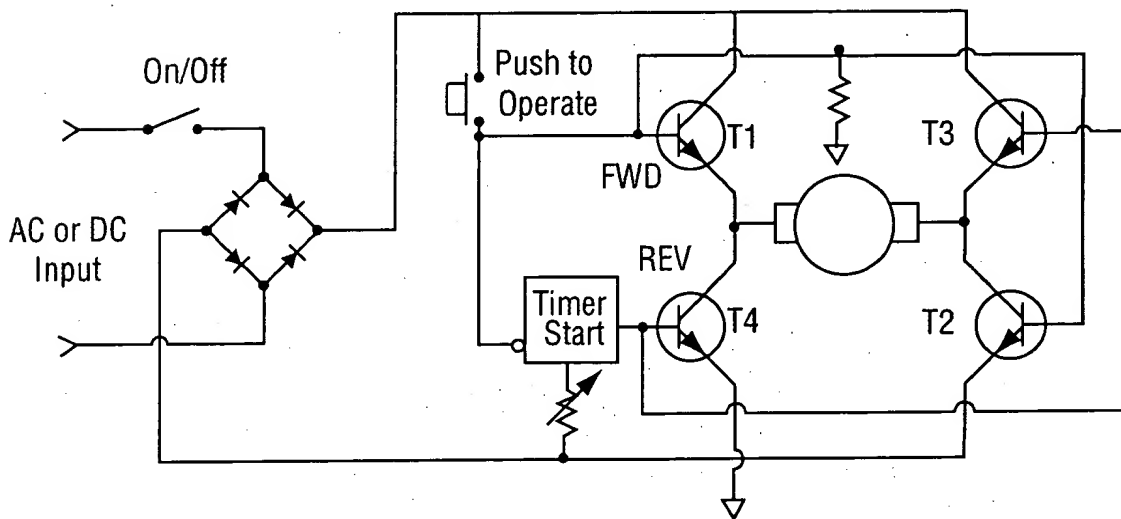 On/Off
Push to
Operate
T1
T3
FWD
AC or DC
Input
REV
Timer
Start
T4
T2